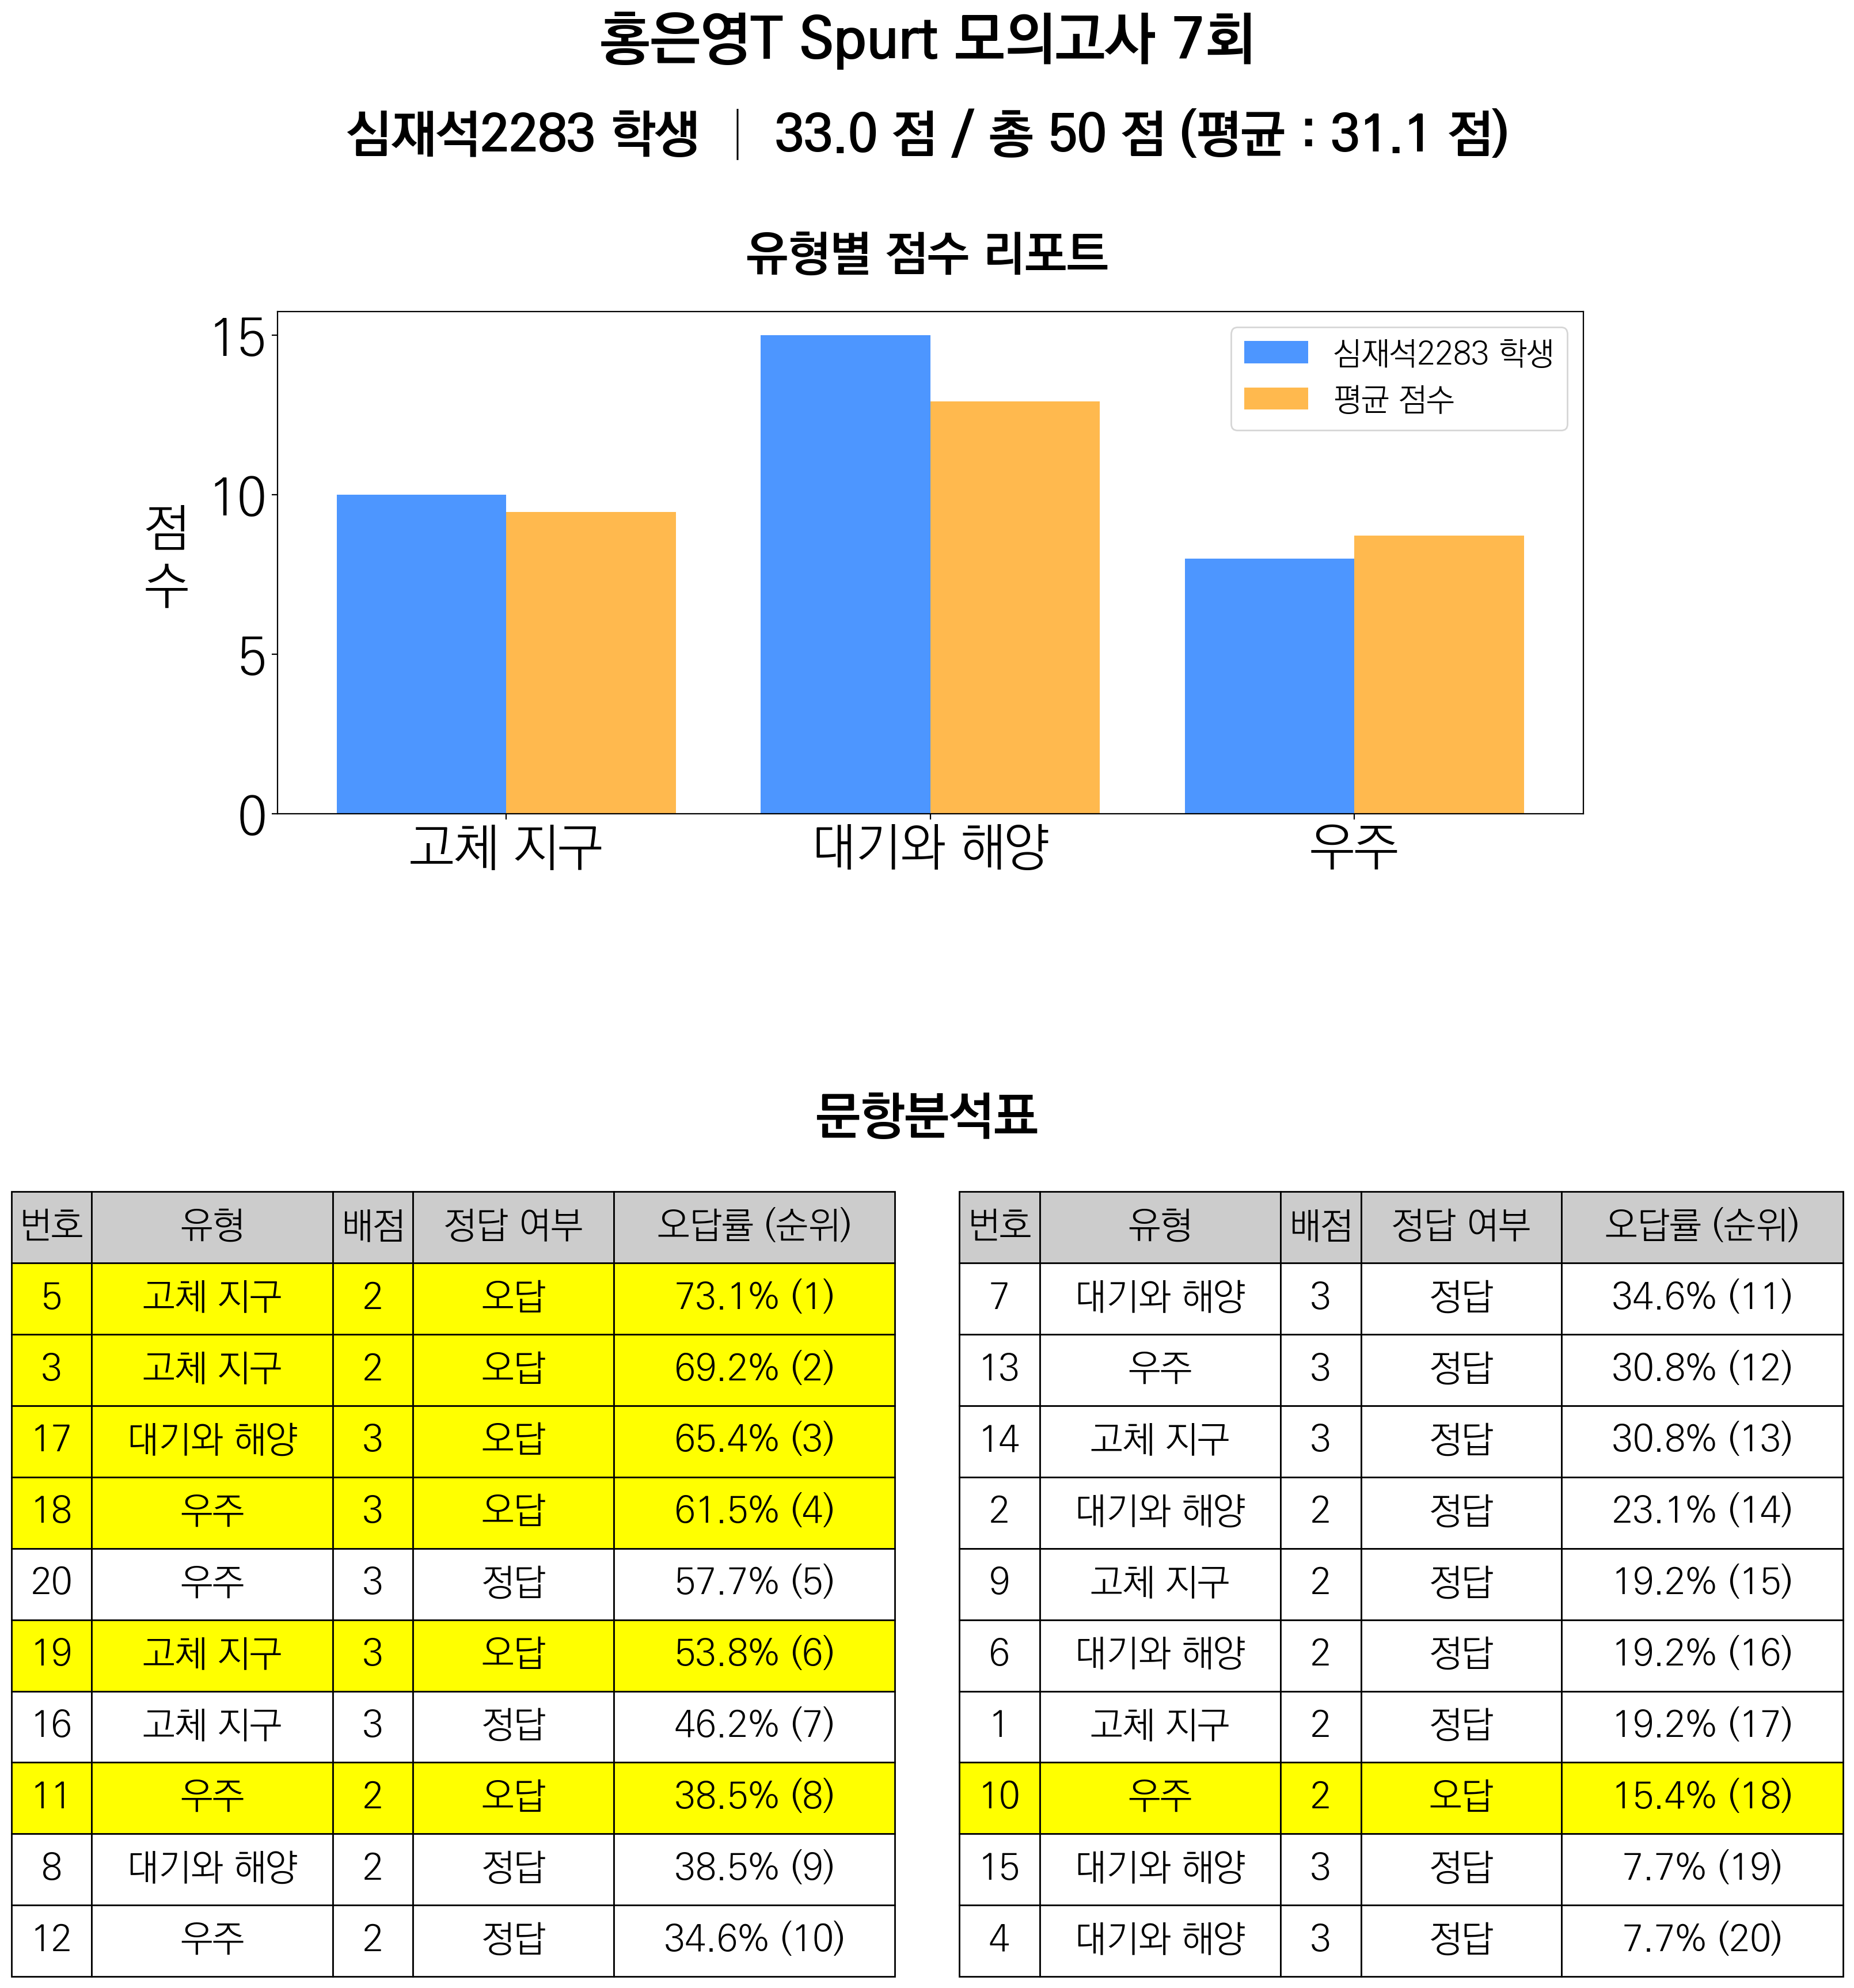 홍은영T Spurt 모의고사 7회
심재석2283 학생 | 33.0 점 / 총 50 점 (평균 : 31.1 점)
유형별 점수 리포트
점수
15
10
5
0
심재석2283 학생
평균 점수
고체 지구 대기와 해양 우주
문항분석표
번호 유형 배점 정답 여부 오답률 (순위)
5 고체 지구 2 오답 73.1% (1)
3 고체 지구 2 오답 69.2% (2)
17 대기와 해양 3 오답 65.4% (3)
18 우주 3 오답 61.5% (4)
20 우주 3 정답 57.7% (5)
19 고체 지구 3 오답 53.8% (6)
16 고체 지구 3 정답 46.2% (7)
11 우주 2 오답 38.5% (8)
8 대기와 해양 2 정답 38.5% (9)
12 우주 2 정답 34.6% (10)
번호 유형 배점 정답 여부 오답률 (순위)
7 대기와 해양 3 정답 34.6% (11)
13 우주 3 정답 30.8% (12)
14 고체 지구 3 정답 30.8% (13)
2 대기와 해양 2 정답 23.1% (14)
9 고체 지구 2 정답 19.2% (15)
6 대기와 해양 2 정답 19.2% (16)
1 고체 지구 2 정답 19.2% (17)
10 우주 2 오답 15.4% (18)
15 대기와 해양 3 정답 7.7% (19)
4 대기와 해양 3 정답 7.7% (20)